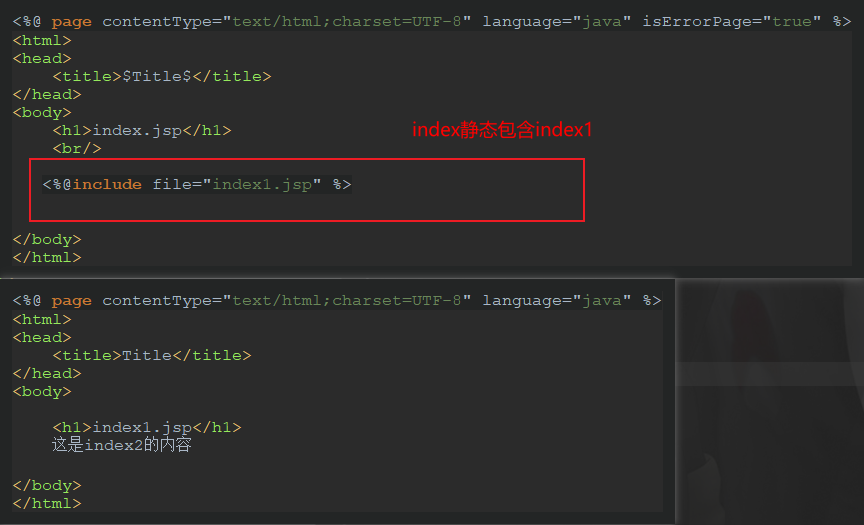 <%@ page contentType="text/html;charset=UTF-8" language="java" isErrorPage="true" %>
<html>
<head>
    <title>$Title$</title>
</head>
<body>
    <h1>index.jsp</h1>
index静态包含index1
    <br/>
   <%@include file="index1.jsp" %>
</body>
</html>
<%@ page contentType="text/html;charset=UTF-8" language="java" %>
<html>
<head>
    <title>Title</title>
</head>
<body>
    <h1>index1.jsp</h1>
    这是index2的内容
</body>
</html>